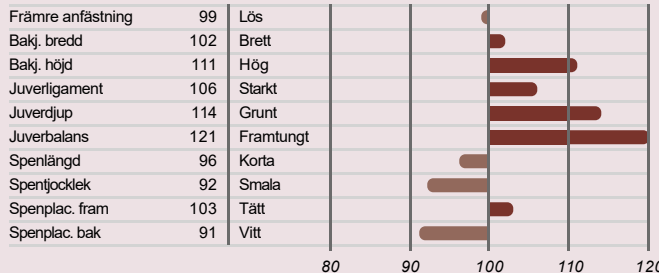 Främre anfästning 99 Lös
Bakj. bredd 102 Brett
Bakj. höjd 111 Hög
Juverligament 106 Starkt
Juverdjup 114 Grunt
Juverbalans 121 Framtungt
Spenlängd 96 Korta
Spentjocklek 92 Smala
Spenplac. fram 103 Tätt
Spenplac. bak 91 Vitt
80 90 100 110 120